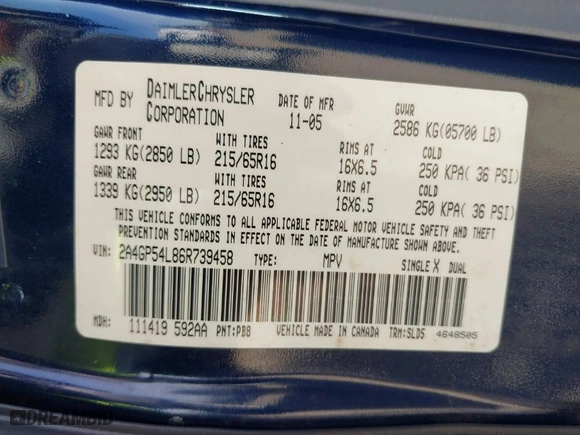 MFD BY DAIMLERCHRYSLER CORPORATION DATE OF MFR 11-05 GVWR 2586 KG(05700 LB)
GAWR FRONT WITH TIRES RIMS AT COLD
1293 KG(2850 LB) 215/65R16 16X6.5 250 KPA( 36 PSI)
GAWR REAR WITH TIRES RIMS AT COLD
1339 KG(2950 LB) 215/65R16 16X6.5 250 KPA( 36 PSI)
THIS VEHICLE CONFORMS TO ALL APPLICABLE FEDERAL MOTOR VEHICLE SAFETY AND THEFT
PREVENTION STANDARDS IN EFFECT ON THE DATE OF MANUFACTURE SHOWN ABOVE.
VIN: 2A4GP54L86R739458 TYPE: MPV SINGLE X DUAL
MDH: 111419 592AA PNT:PB8 VEHICLE MADE IN CANADA TRM:SLD5 4648505
DREAMBID